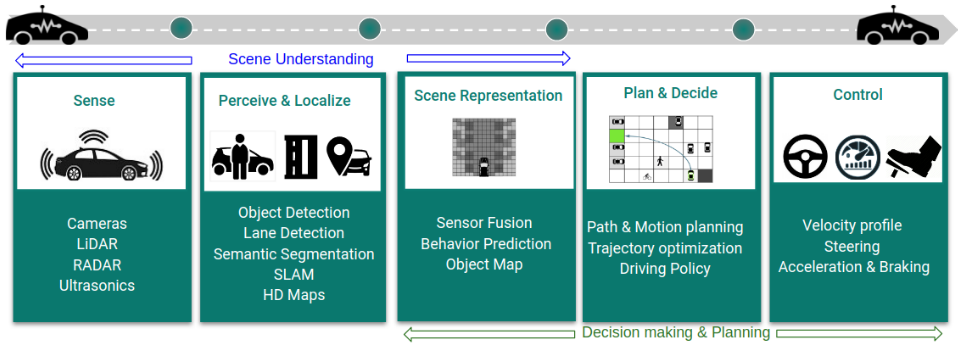 Scene Understanding
Sense
Cameras
LiDAR
RADAR
Ultrasonics
Perceive & Localize
Object Detection
Lane Detection
Semantic Segmentation
SLAM
HD Maps
Scene Representation
Sensor Fusion
Behavior Prediction
Object Map
Plan & Decide
Path & Motion planning
Trajectory optimization
Driving Policy
Control
Velocity profile
Steering
Acceleration & Braking
Decision making & Planning